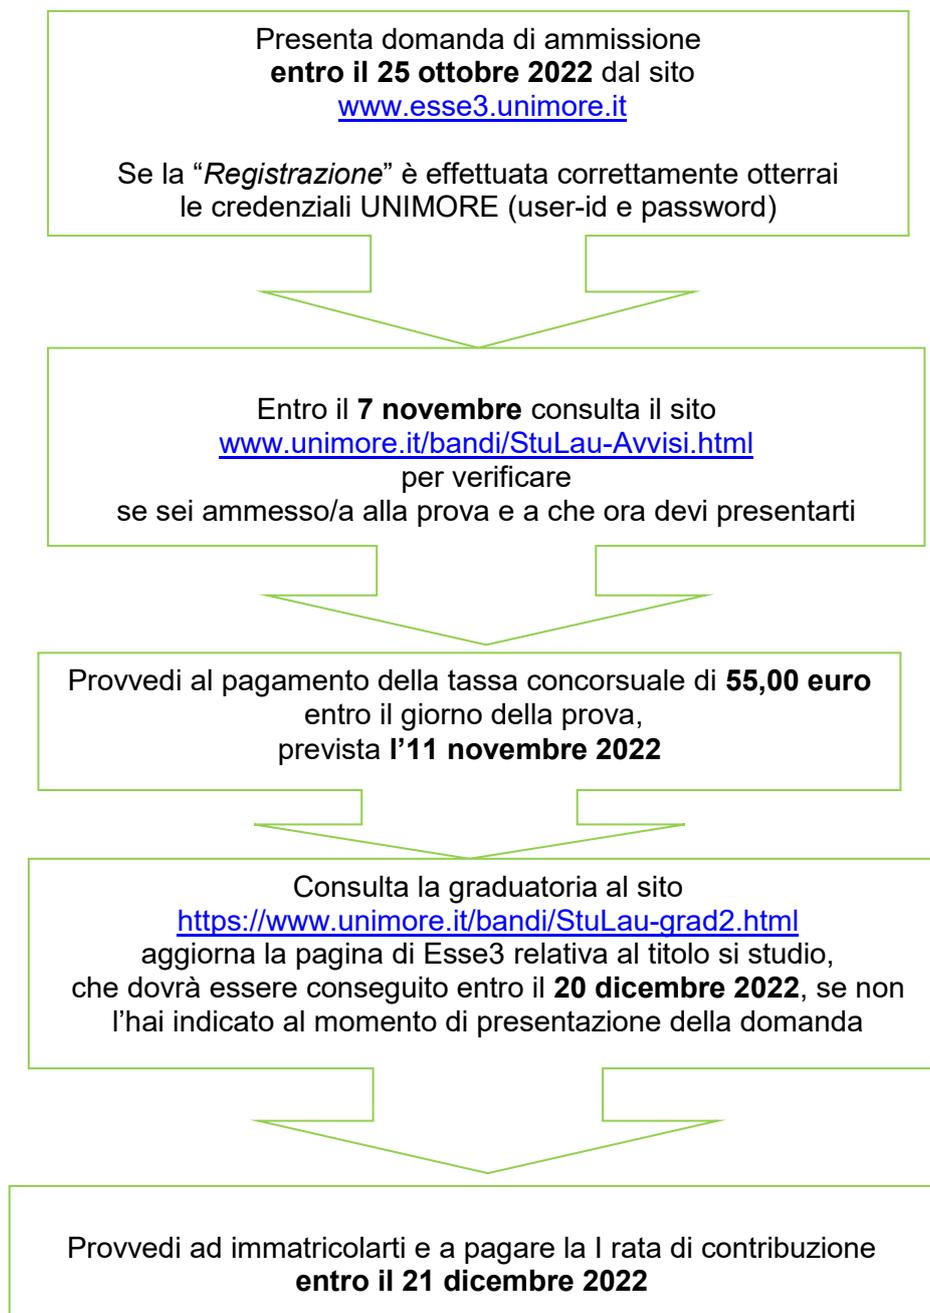 Presenta domanda di ammissione
entro il 25 ottobre 2022 dal sito
www.esse3.unimore.it
Se la “Registrazione” è effettuata correttamente otterrai
le credenziali UNIMORE (user-id e password)
Entro il 7 novembre consulta il sito
www.unimore.it/bandi/StuLau-Avvisi.html
per verificare
se sei ammesso/a alla prova e a che ora devi presentarti
Provvedi al pagamento della tassa concorsuale di 55,00 euro
entro il giorno della prova,
prevista l’11 novembre 2022
Consulta la graduatoria al sito
https://www.unimore.it/bandi/StuLau-grad2.html
aggiorna la pagina di Esse3 relativa al titolo si studio,
che dovrà essere conseguito entro il 20 dicembre 2022, se non
l’hai indicato al momento di presentazione della domanda
Provvedi ad immatricolarti e a pagare la I rata di contribuzione
entro il 21 dicembre 2022